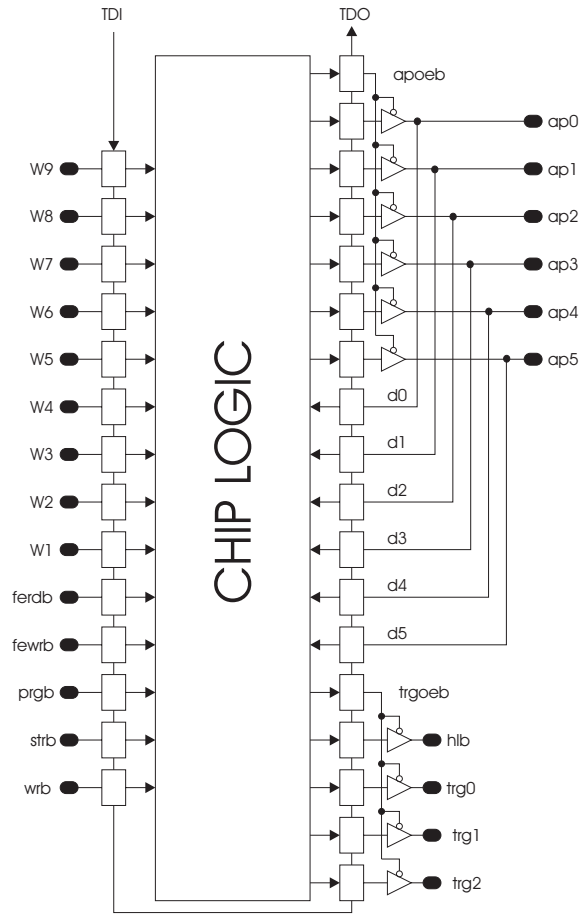 TDI
TDO
apoeb
ap0
W9
ap1
W8
ap2
W7
ap3
W6
ap4
W5
ap5
CHIP LOGIC
W4
d0
W3
d1
W2
d2
W1
d3
ferdb
d4
fewrb
d5
prgb
trgoeb
strb
hlb
wrb
trg0
trg1
trg2